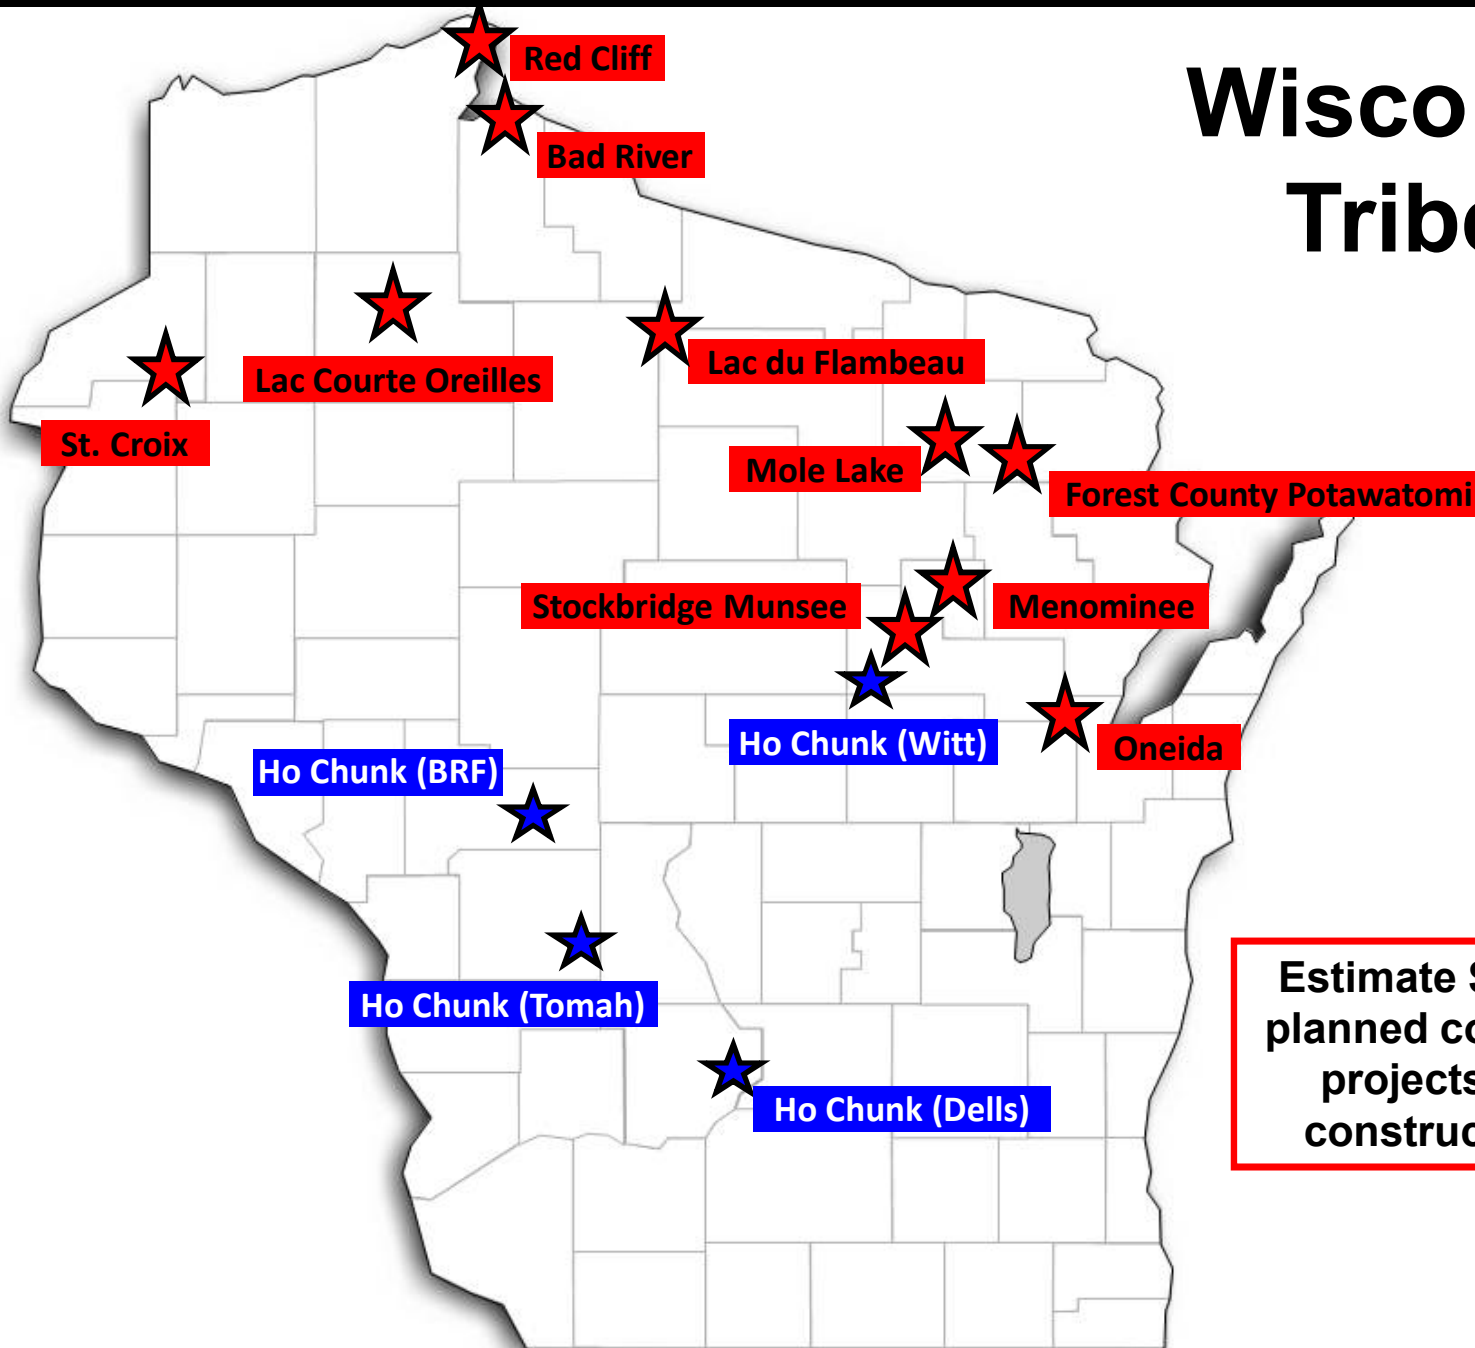 Red Cliff
Wisco
Bad River
Tribe
Lac du Flambeau
Lac Courte Oreilles
St. Croix
Mole Lake
Forest County Potawatomi
Stockbridge Munsee
Menominee
Ho Chunk (Witt)
Oneida
Ho Chunk (BRF)
Estimate
planned co
projects
construc
Ho Chunk (Tomah)
Ho Chunk (Dells)